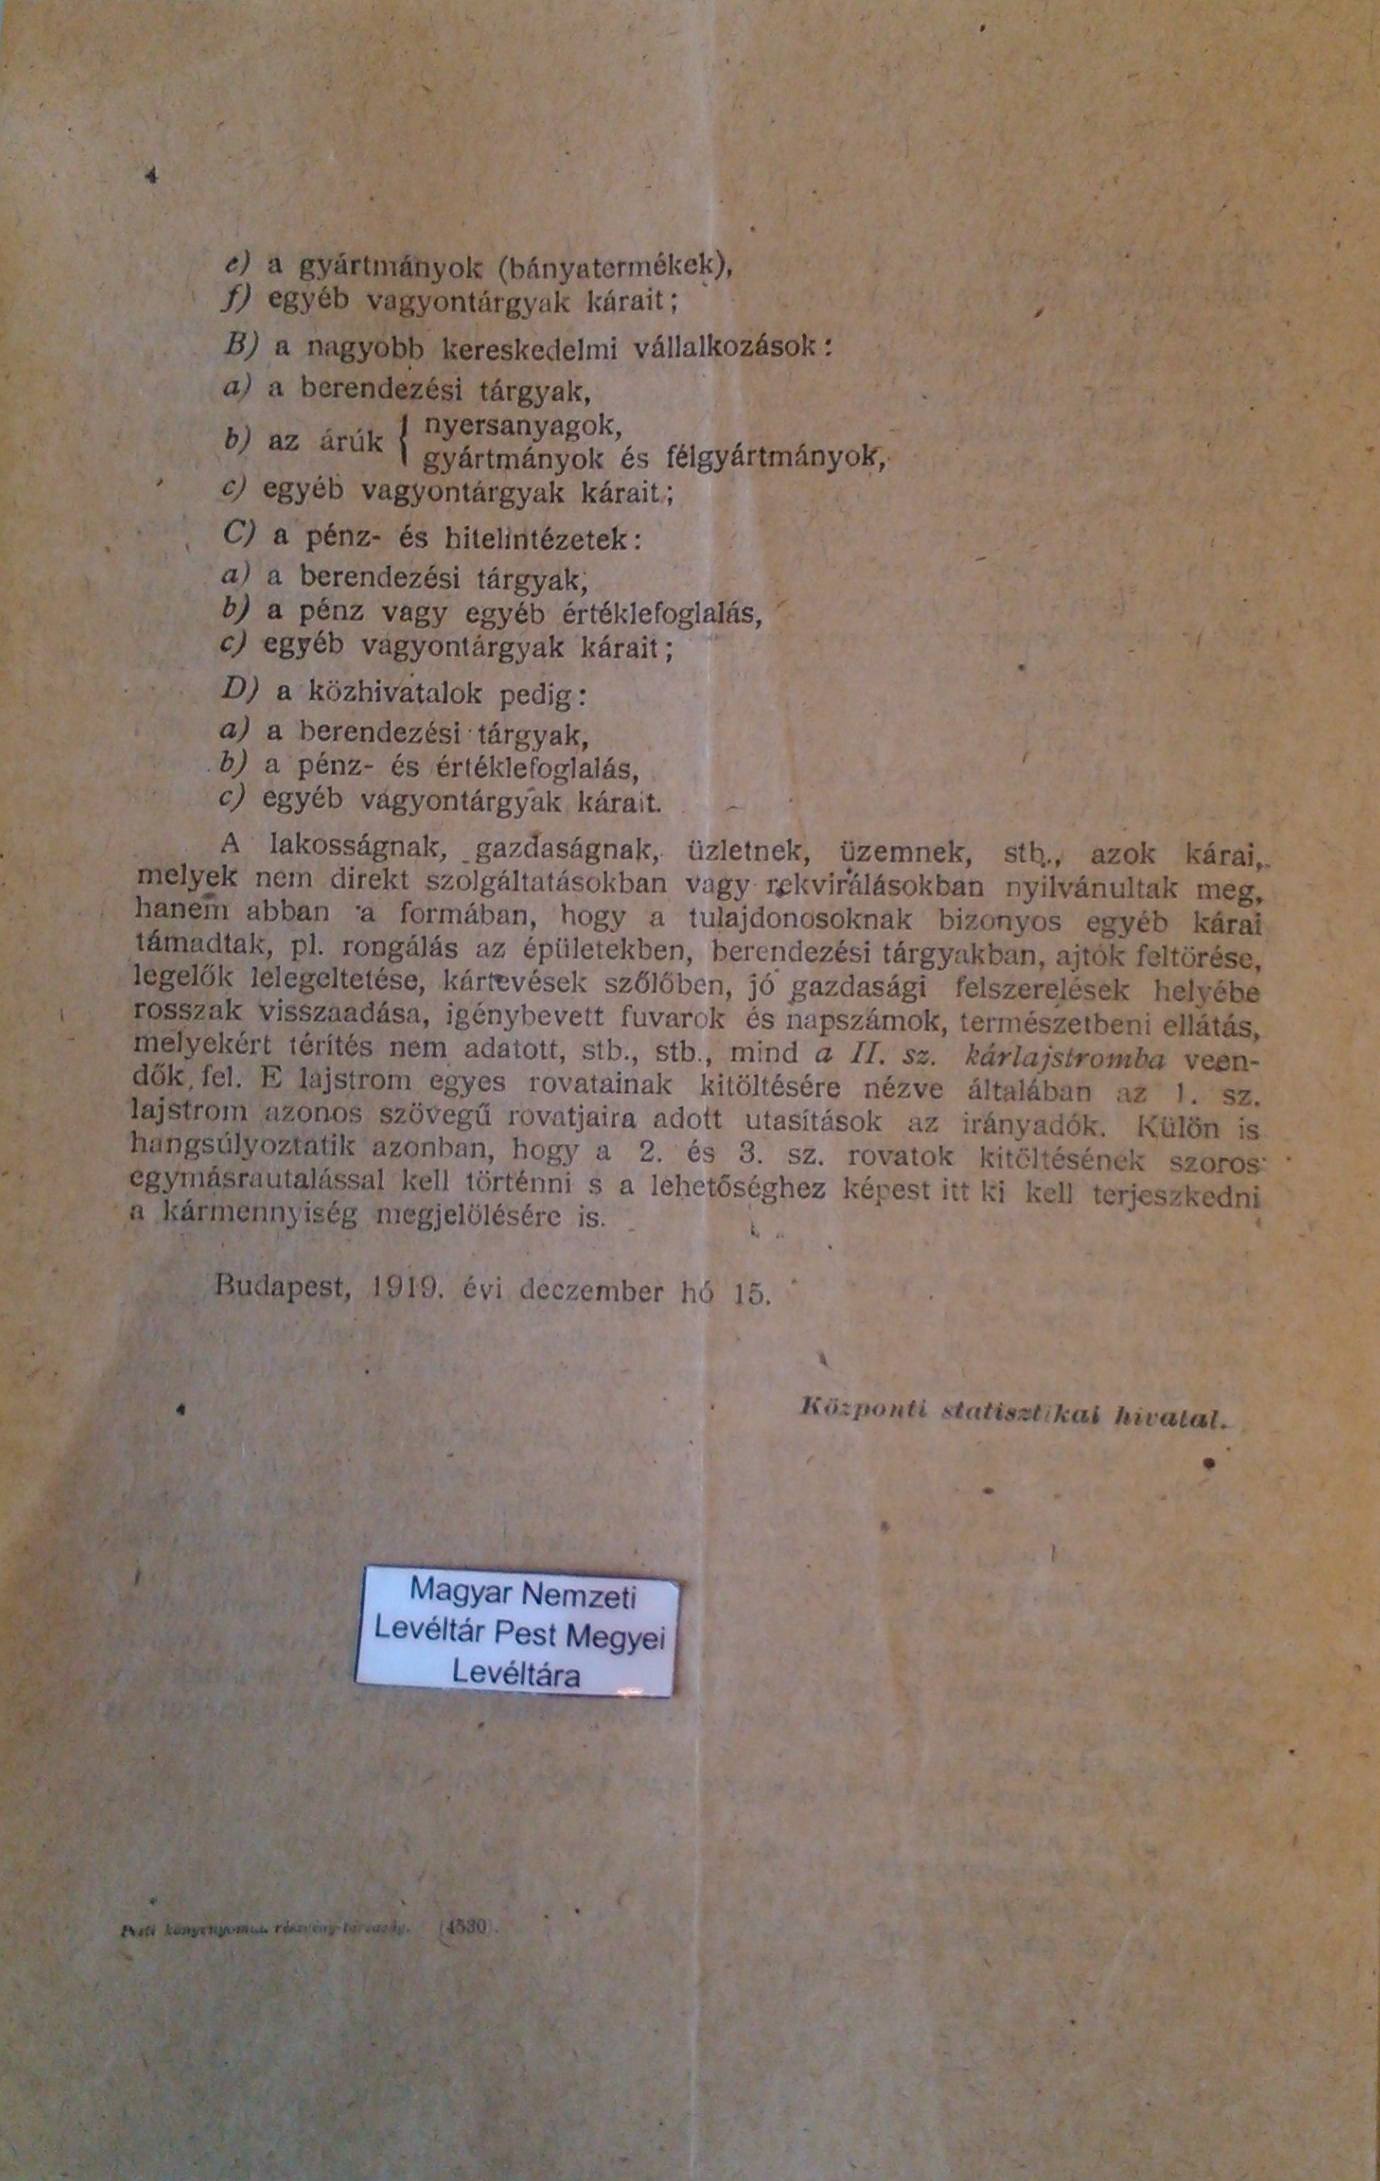 4
e) a gyártmányok (bányatermékek),
f) egyéb vagyontárgyak kárait;
B) a nagyobb kereskedelmi vállalkozások:
a) a berendezési tárgyak,
b) az árúk { nyersanyagok,
gyártmányok és félgyártmányok,
c) egyéb vagyontárgyak kárait;
C) a pénz- és hitelintézetek:
a) a berendezési tárgyak,
b) a pénz vagy egyéb értéklefoglalás,
c) egyéb vagyontárgyak kárait;
D) a közhivatalok pedig:
a) a berendezési tárgyak,
b) a pénz- és értéklefoglalás,
c) egyéb vagyontárgyak kárait.
A lakosságnak, gazdaságnak, üzletnek, üzemnek, stb., azok kárai,
melyek nem direkt szolgáltatásokban vagy rekvirálásokban nyilvánultak meg,
hanem abban a formában, hogy a tulajdonosoknak bizonyos egyéb kárai
támadtak, pl. rongálás az épületekben, berendezési tárgyakban, ajtók feltörése,
legelők lelegeltetése, kártevések szőlőben, jó gazdasági felszerelések helyébe
rosszak visszaadása, igénybevett fuvarok és napszámok, természetbeni ellátás,
melyekért térítés nem adatott, stb., stb., mind a II. sz. kárlajstromba veen-
dők fel. E lajstrom egyes rovatainak kitöltésére nézve általában az 1. sz.
lajstrom azonos szövegű rovatjaira adott utasítások az irányadók. Külön is
hangsúlyoztatik azonban, hogy a 2. és 3. sz. rovatok kitöltésének szoros
egymásrautalással kell történni s a lehetőséghez képest itt ki kell terjeszkedni
a kármennyiség megjelölésére is.
Budapest, 1919. évi deczember hó 15.
Központi statisztikai hivatal.
Magyar Nemzeti
Levéltár Pest Megyei
Levéltára
Pesti könyvnyomda részvény-társaság. (4530).